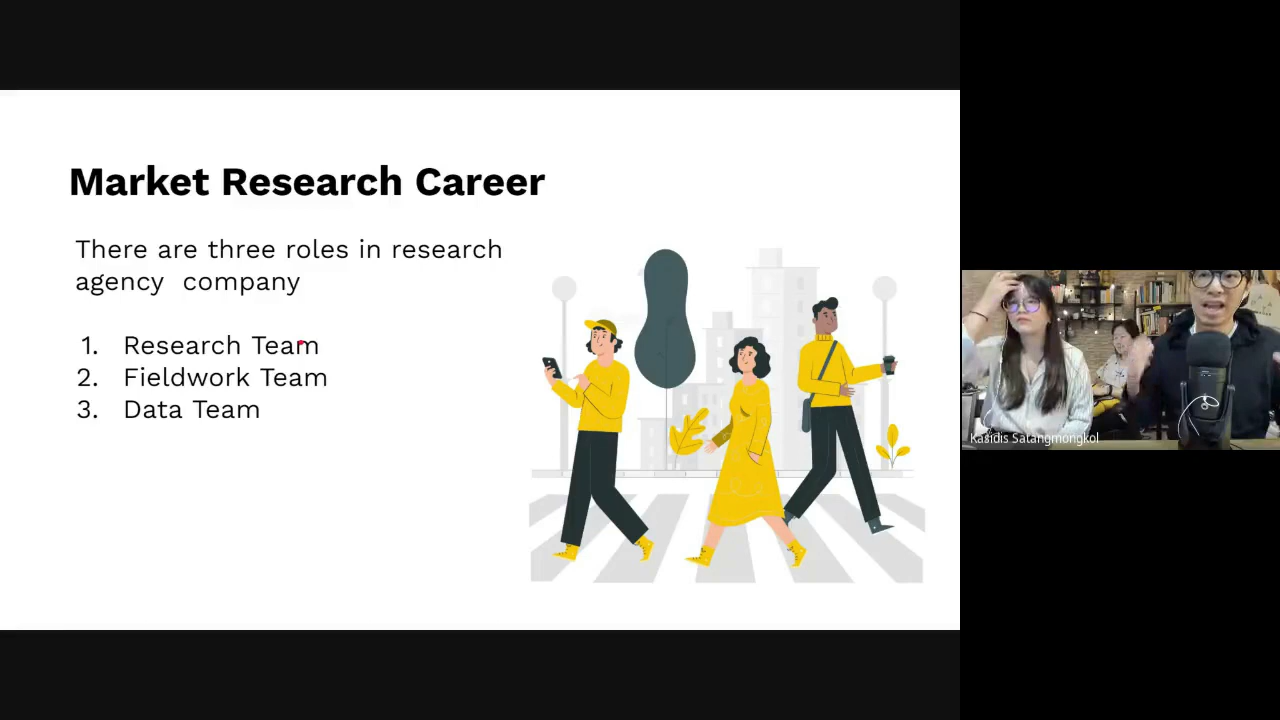 Market Research Career
There are three roles in research
agency  company
1. Research Team
2. Fieldwork Team
3. Data Team
Kasidis Satangmongkol